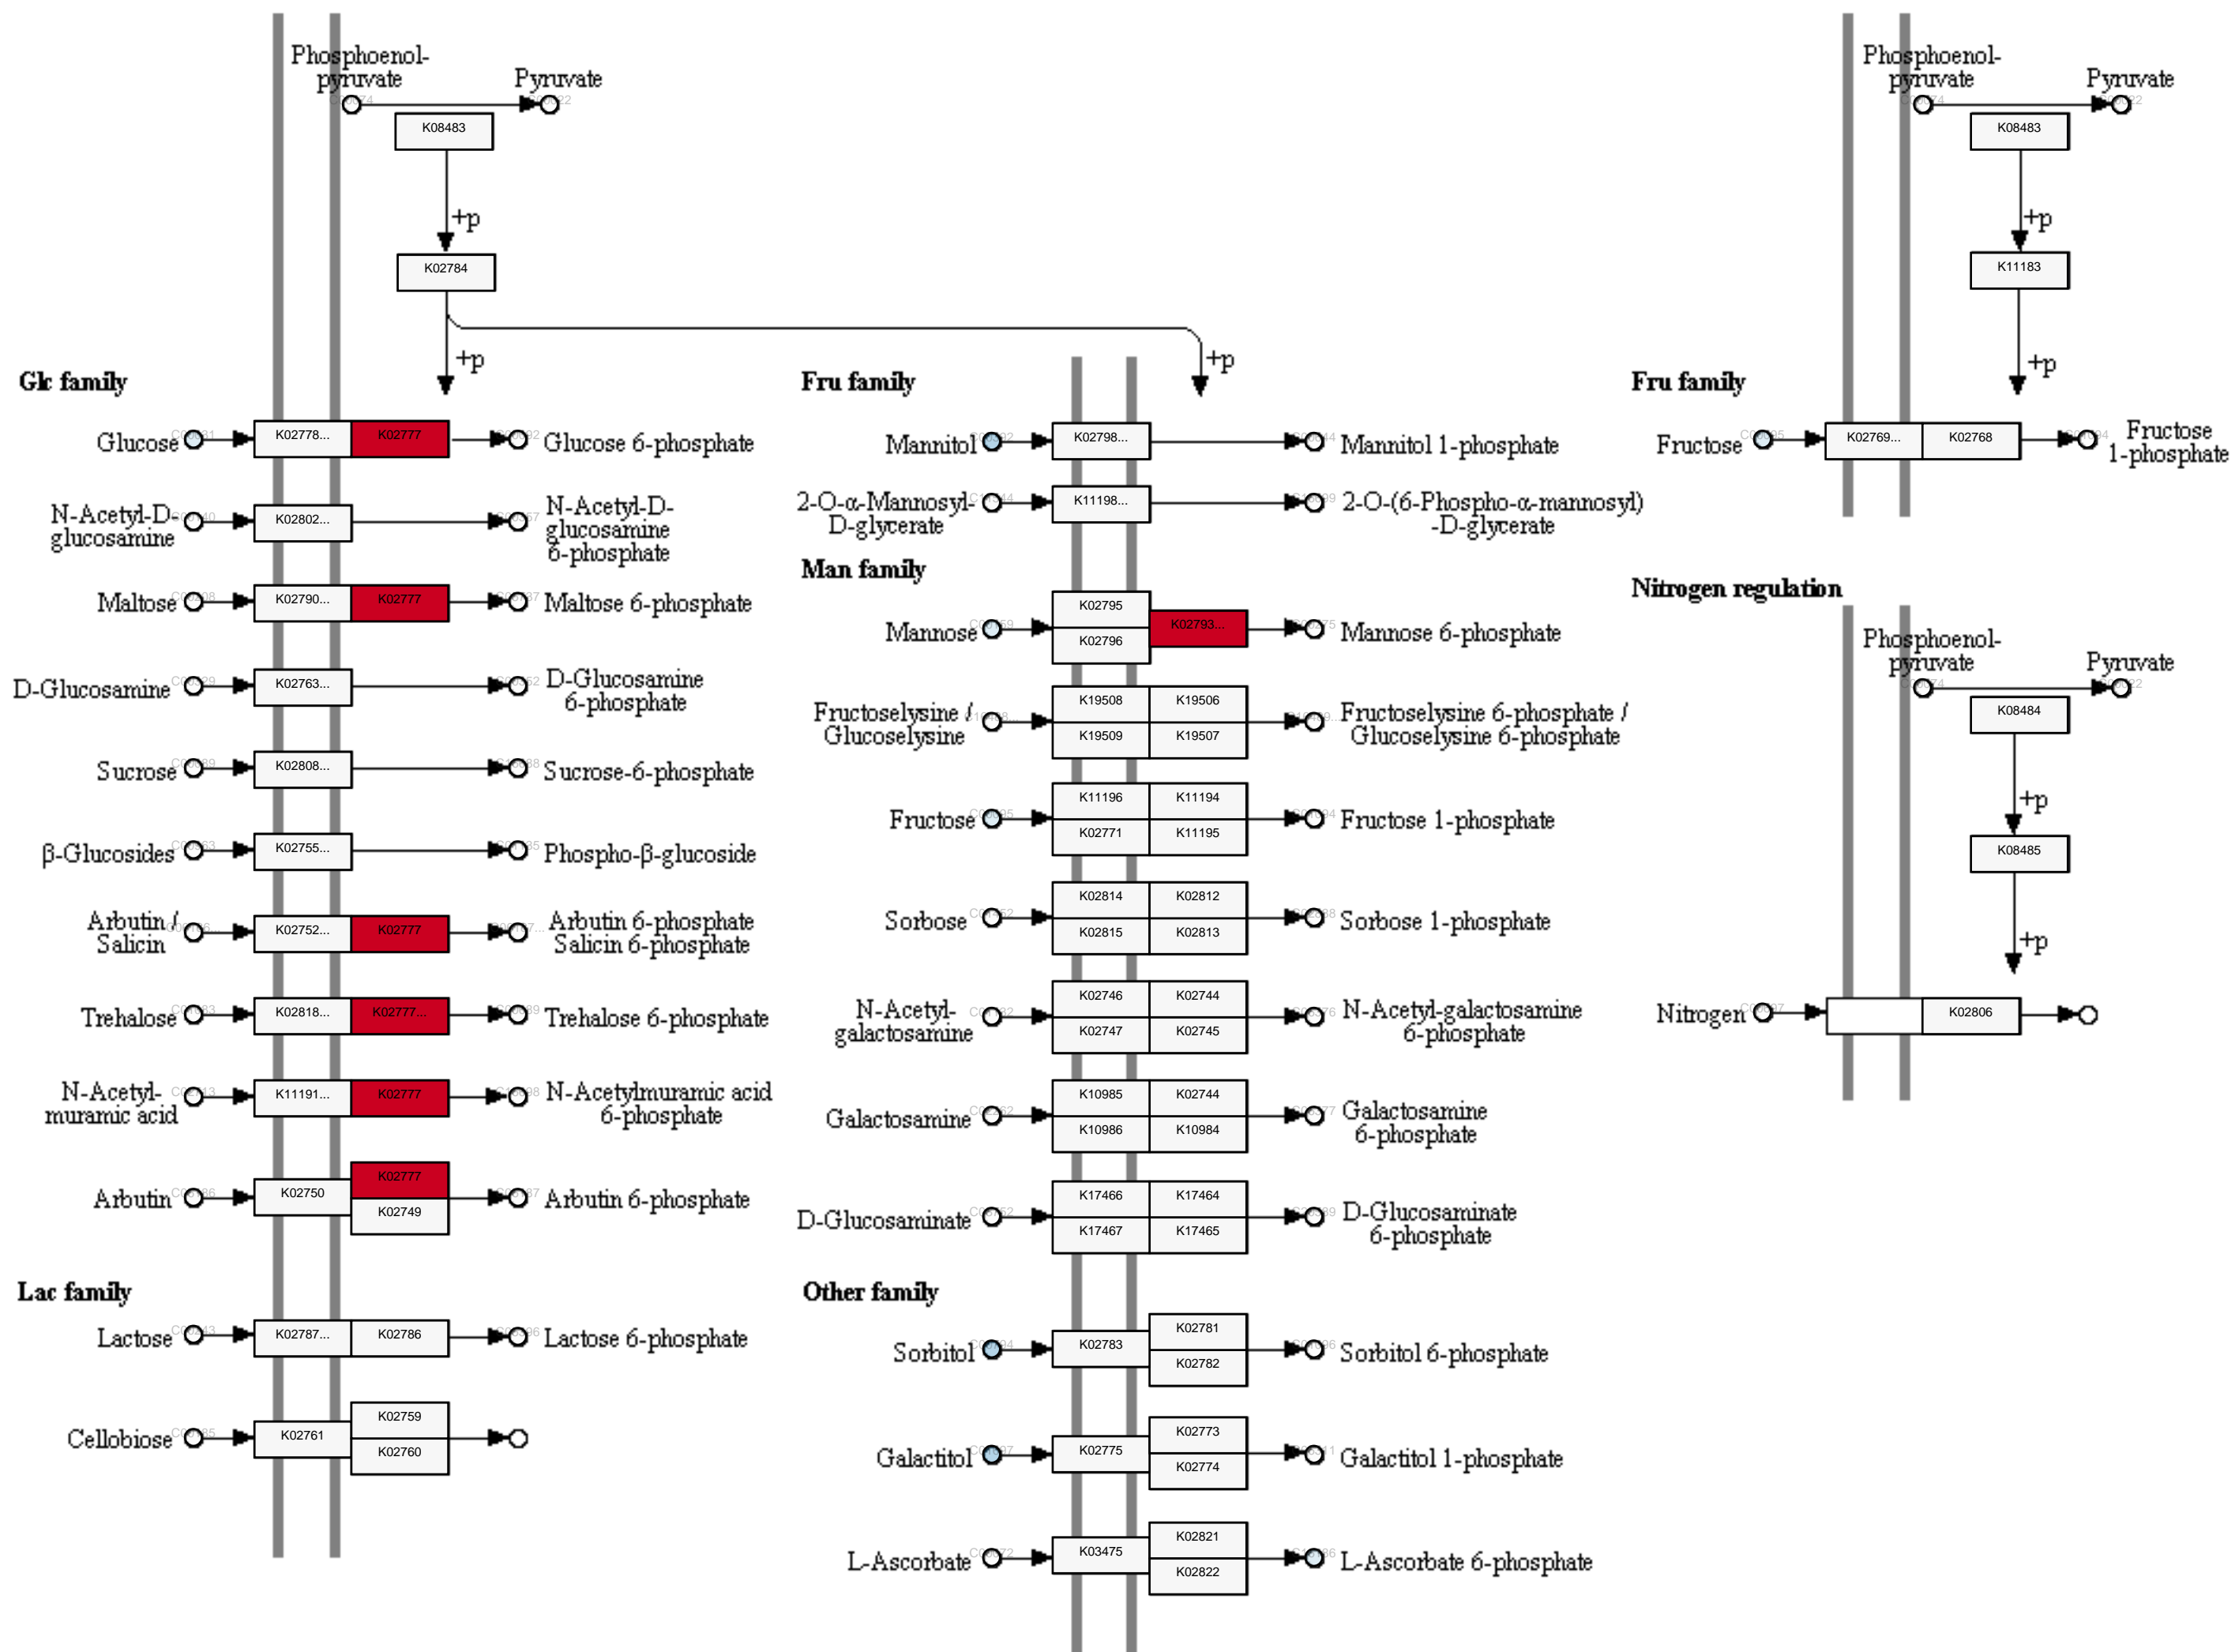 Phosphoenol-
pyruvate
Pyruvate
K08483
+p
K02784
+p
+p
Glc family
Glucose
K02778...
K02777
Glucose 6-phosphate
N-Acetyl-D-
glucosamine
K02802...
N-Acetyl-D-
glucosamine
6-phosphate
Maltose
K02790...
K02777
Maltose 6-phosphate
D-Glucosamine
K02763...
D-Glucosamine
6-phosphate
Sucrose
K02808...
Sucrose-6-phosphate
β-Glucosides
K02755...
Phospho-β-glucoside
Arbutin /
Salicin
K02752...
K02777
Arbutin 6-phosphate
Salicin 6-phosphate
Trehalose
K02818...
K02777...
Trehalose 6-phosphate
N-Acetyl-
muramic acid
K11191...
K02777
N-Acetylmuramic acid
6-phosphate
Arbutin
K02750
K02777
K02749
Arbutin 6-phosphate
Lac family
Lactose
K02787...
K02786
Lactose 6-phosphate
Cellobiose
K02761
K02759
K02760
Fru family
Mannitol
K02798...
Mannitol 1-phosphate
2-O-α-Mannosyl-
D-glycerate
K11198...
2-O-(6-Phospho-α-mannosyl)
-D-glycerate
Man family
Mannose
K02795
K02796
K02793...
Mannose 6-phosphate
Fructoselysine /
Glucoselysine
K19508
K19506
K19509
K19507
Fructoselysine 6-phosphate /
Glucoselysine 6-phosphate
Fructose
K11196
K11194
K02771
K11195
Fructose 1-phosphate
Sorbose
K02814
K02812
K02815
K02813
Sorbose 1-phosphate
N-Acetyl-
galactosamine
K02746
K02744
K02747
K02745
N-Acetyl-galactosamine
6-phosphate
Galactosamine
K10985
K02744
K10986
K10984
Galactosamine
6-phosphate
D-Glucosaminate
K17466
K17464
K17467
K17465
D-Glucosaminate
6-phosphate
Other family
Sorbitol
K02783
K02781
K02782
Sorbitol 6-phosphate
Galactitol
K02775
K02773
K02774
Galactitol 1-phosphate
L-Ascorbate
K03475
K02821
K02822
L-Ascorbate 6-phosphate
Phosphoenol-
pyruvate
Pyruvate
K08483
+p
K11183
+p
Fru family
Fructose
K02769...
K02768
Fructose
1-phosphate
Nitrogen regulation
Phosphoenol-
pyruvate
Pyruvate
K08484
+p
K08485
+p
Nitrogen
K02806